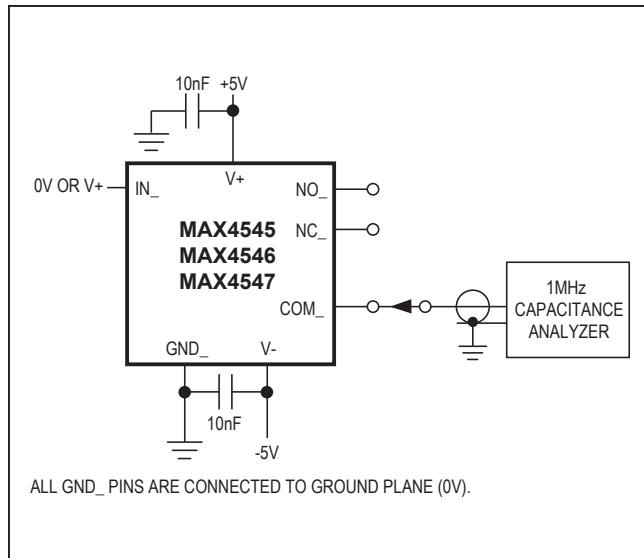 10nF +5V
0V OR V+
IN_
V+
NO_
MAX4545
NC_
MAX4546
MAX4547
COM_
1MHz
CAPACITANCE
ANALYZER
GND_
V-
10nF
-5V
ALL GND_ PINS ARE CONNECTED TO GROUND PLANE (0V).